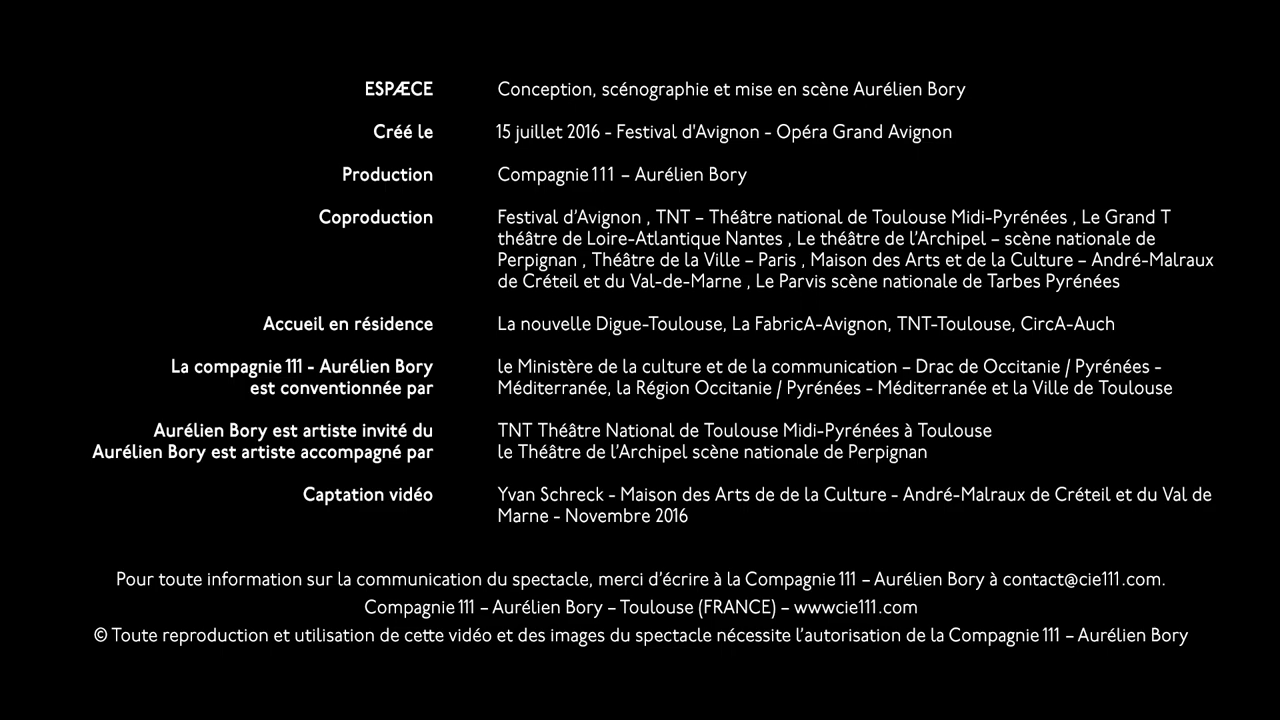 ESPÆCE Conception, scénographie et mise en scène Aurélien Bory
Créé le 15 juillet 2016 - Festival d'Avignon - Opéra Grand Avignon
Production Compagnie 111 – Aurélien Bory
Coproduction Festival d’Avignon , TNT – Théâtre national de Toulouse Midi-Pyrénées , Le Grand T
théâtre de Loire-Atlantique Nantes , Le théâtre de l’Archipel – scène nationale de
Perpignan , Théâtre de la Ville – Paris , Maison des Arts et de la Culture – André-Malraux
de Créteil et du Val-de-Marne , Le Parvis scène nationale de Tarbes Pyrénées
Accueil en résidence La nouvelle Digue-Toulouse, La FabricA-Avignon, TNT-Toulouse, CircA-Auch
La compagnie 111 - Aurélien Bory le Ministère de la culture et de la communication – Drac de Occitanie / Pyrénées -
est conventionnée par Méditerranée, la Région Occitanie / Pyrénées - Méditerranée et la Ville de Toulouse
Aurélien Bory est artiste invité du TNT Théâtre National de Toulouse Midi-Pyrénées à Toulouse
Aurélien Bory est artiste accompagné par le Théâtre de l’Archipel scène nationale de Perpignan
Captation vidéo Yvan Schreck - Maison des Arts de de la Culture - André-Malraux de Créteil et du Val de
Marne - Novembre 2016
Pour toute information sur la communication du spectacle, merci d’écrire à la Compagnie 111 – Aurélien Bory à contact@cie111.com.
Compagnie 111 – Aurélien Bory – Toulouse (FRANCE) – www.cie111.com
© Toute reproduction et utilisation de cette vidéo et des images du spectacle nécessite l’autorisation de la Compagnie 111 – Aurélien Bory